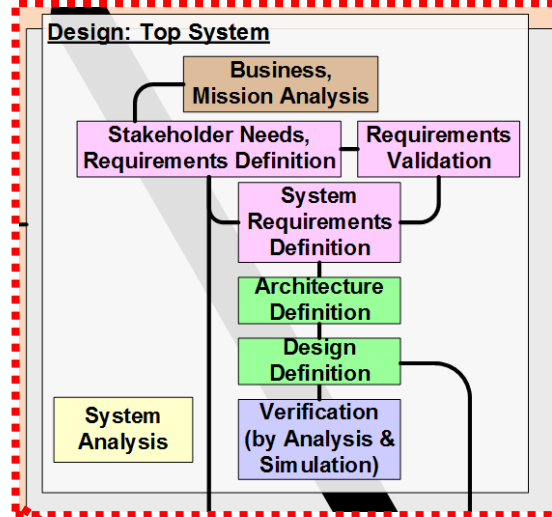 Design: Top System
Business,
Mission Analysis
Stakeholder Needs,
Requirements Definition
Requirements
Validation
System
Requirements
Definition
Architecture
Definition
Design
Definition
System
Analysis
Verification
(by Analysis &
Simulation)